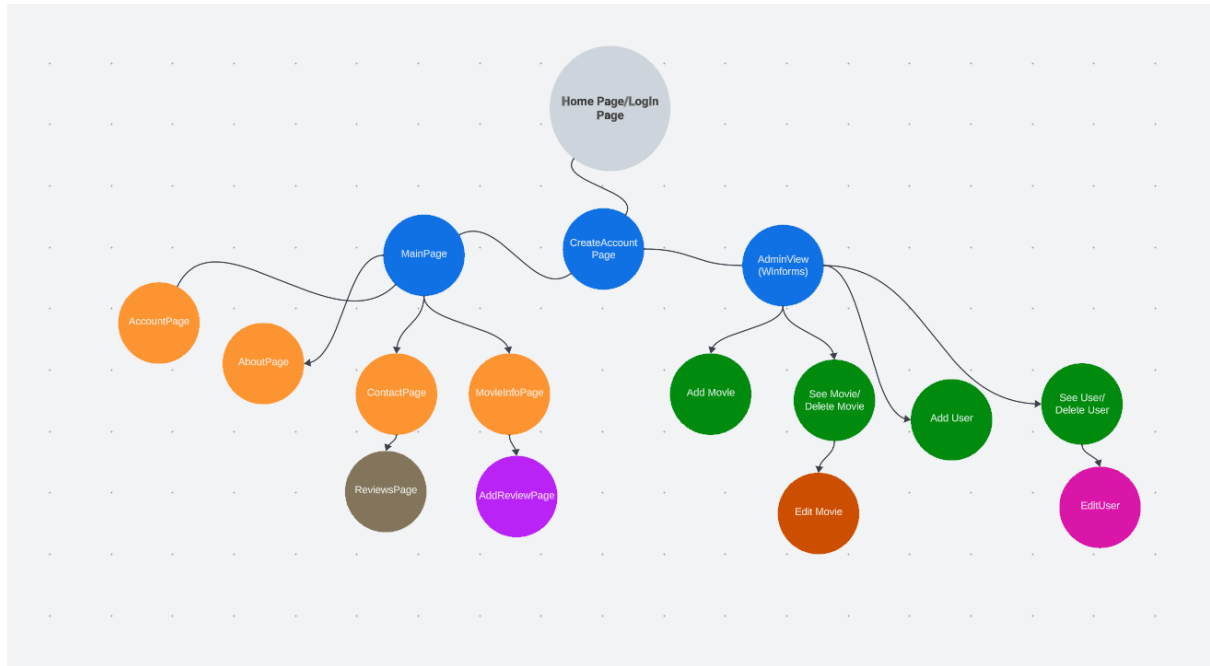 Home Page/LogIn
Page
MainPage
CreateAccount
Page
AdminView
(Winforms)
AccountPage
AboutPage
ContactPage
MovieInfoPage
Add Movie
See Movie/
Delete Movie
Add User
See User/
Delete User
ReviewsPage
AddReviewPage
Edit Movie
EditUser